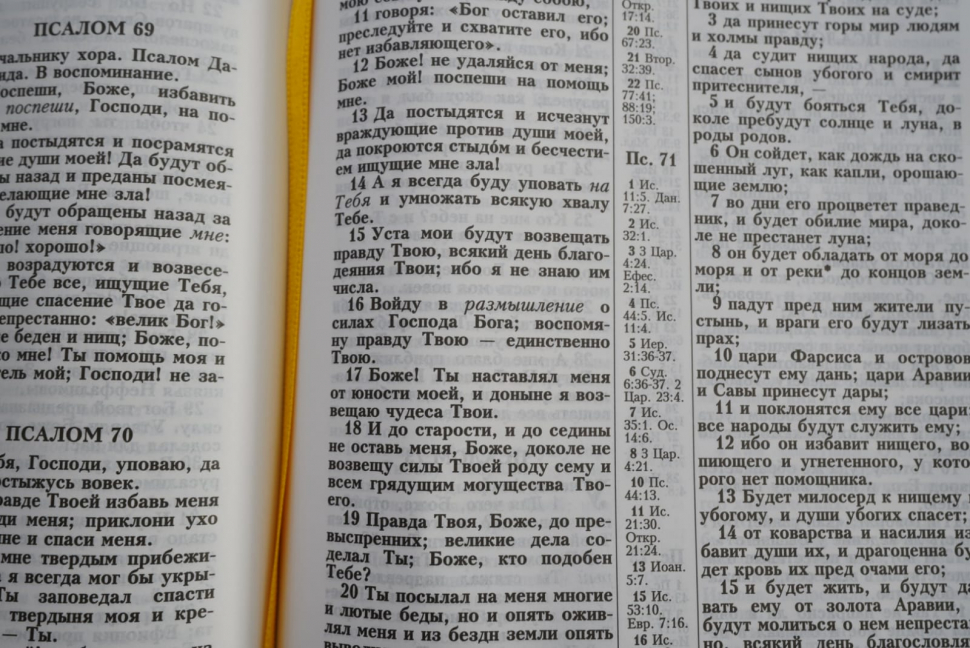 ПСАЛОМ 69
чальнику хора. Псалом Да-
ида. В воспоминание.
оспеши, Боже, избавить
поспеши, Господи, на по-
мне.
постыдятся и посрамятся
ие души моей! Да будут об-
ы назад и преданы посмея-
елающие мне зла!
будут обращены назад за
ение меня говорящие мне:
ло! хорошо!»
возрадуются и возвесе-
Тебе все, ищущие Тебя,
щие спасение Твое да го-
епрестанно: «велик Бог!»
е беден и нищ; Боже, по-
о мне! Ты помощь моя и
ель мой; Господи! не за-
ПСАЛОМ 70
бя, Господи, уповаю, да
остыжусь вовек.
равде Твоей избавь меня
ди меня; приклони ухо
не и спаси меня.
мне твердым прибежи-
я всегда мог бы укры-
Ты заповедал спасти
твердыня моя и кре-
— Ты.
11 говоря: «Бог оставил его;
преследуйте и схватите его, ибо
нет избавляющего».
12 Боже! не удаляйся от меня;
Боже мой! поспеши на помощь
мне.
13 Да постыдятся и исчезнут
враждующие против души моей,
да покроются стыдо́м и бесчести-
ем ищущие мне зла!
14 А я всегда буду уповать на
Тебя и умножать всякую хвалу
Тебе.
15 Уста мои будут возвещать
правду Твою, всякий день благо-
деяния Твои; ибо я не знаю им
числа.
16 Войду в размышление о
силах Господа Бога; воспомя-
ну правду Твою — единственно
Твою.
17 Боже! Ты наставлял меня
от юности моей, и доныне я воз-
вещаю чудеса Твои.
18 И до старости, и до седины
не оставь меня, Боже, доколе не
возвещу силы Твоей роду сему и
всем грядущим могущества Тво-
его.
19 Правда Твоя, Боже, до пре-
выспренних; великие дела со-
делал Ты; Боже, кто подобен
Тебе?
20 Ты посылал на меня многие
и лютые беды, но и опять ожив-
лял меня и из бездн земли опять
Откр.
17:14.
20 Пс.
67:23.
21 Втор.
32:39.
22 Пс.
77:41;
88:19;
150:3.
Пс. 71
1 Ис.
11:5. Дан.
7:27.
2 Ис.
32:1.
3 3 Цар.
4:24.
Ефес.
2:14.
4 Пс.
44:5. Ис.
11:4.
5 Иер.
31:36-37.
6 Суд.
6:36-37. 2
Цар. 23:4.
7 Ис.
35:1. Ос.
14:6.
8 3 Цар.
4:21.
10 Пс.
44:13.
11 Ис.
21:30.
Откр.
21:24.
13 Иоан.
5:7.
15 Ис.
53:10.
Евр. 7:16.
16 Ис.
Твоих и нищих Твоих на суде;
3 да принесут горы мир людям
и холмы правду;
4 да судит нищих народа, да
спасет сынов убогого и смирит
притеснителя, —
5 и будут бояться Тебя, до-
коле пребудут солнце и луна, в
роды родов.
6 Он сойдет, как дождь на ско-
шенный луг, как капли, орошаю-
щие землю;
7 во дни его процветет правед-
ник, и будет обилие мира, доко-
ле не престанет луна;
8 он будет обладать от моря до
моря и от реки* до концов зем-
ли;
9 падут пред ним жители пу-
стынь, и враги его будут лизать
прах;
10 цари Фарсиса и островов
поднесут ему дань; цари Аравии
и Савы принесут дары;
11 и поклонятся ему все цари;
все народы будут служить ему;
12 ибо он избавит нищего, во-
пиющего и угнетенного, у кото-
рого нет помощника.
13 Будет милосерд к нищему и
убогому, и души убогих спасет;
14 от коварства и насилия из-
бавит души их, и драгоценна бу-
дет кровь их пред очами его;
15 и будет жить, и будут да-
вать ему от золота Аравии,
будут молиться о нем непреста-
но, всякий день благословля